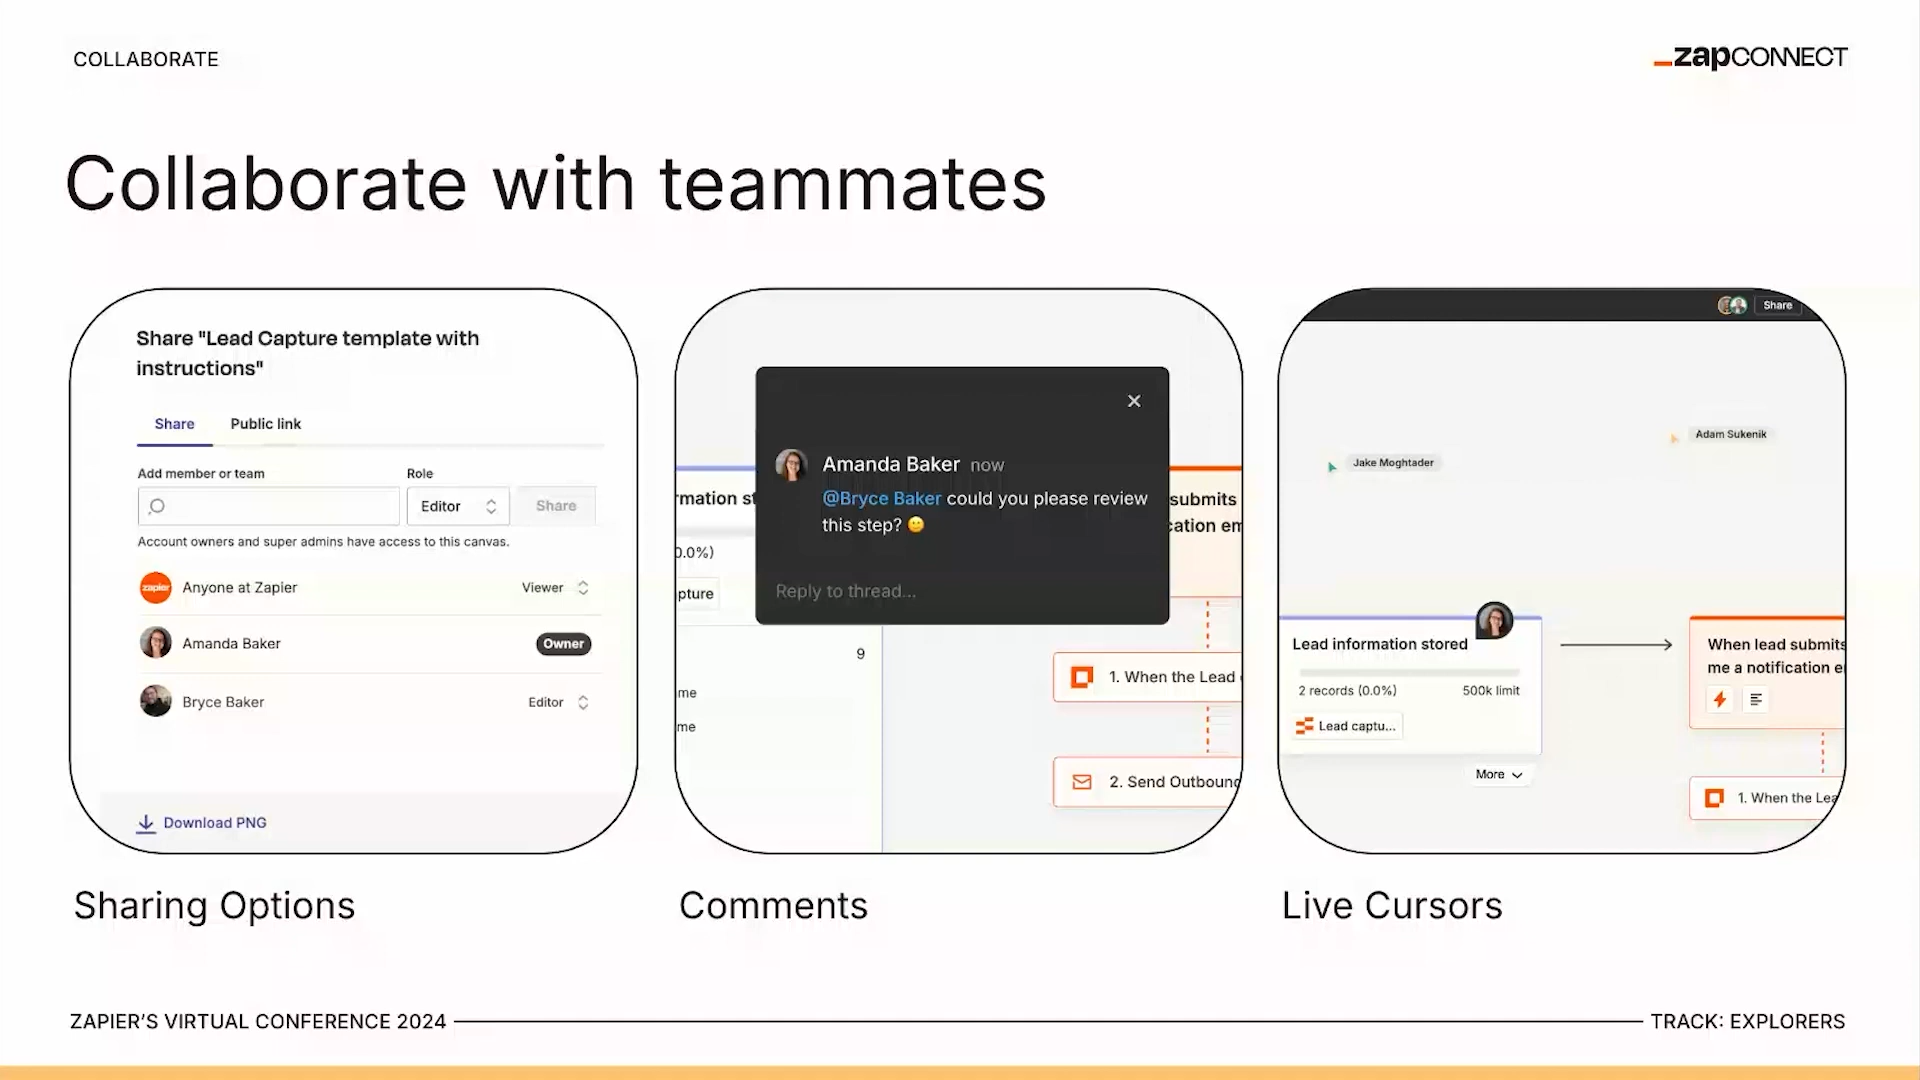 COLLABORATE
zapCONNECT
Collaborate with teammates
Share "Lead Capture template with
instructions"
Share
Public link
Add member or team
Role
Editor
Share
Account owners and super admins have access to this canvas.
zapier
Anyone at Zapier
Viewer
Amanda Baker
Owner
Bryce Baker
Editor
Download PNG
Sharing Options
rmation st
0.0%)
pture
9
me
me
Amanda Baker now
@Bryce Baker could you please review
this step? 🙂
Reply to thread...
submits
cation em
1. When the Lead
2. Send Outbound
Comments
Share
Adam Sukenik
Jake Moghtader
Lead information stored
2 records (0.0%)
500k limit
Lead captu...
More
When lead submits
me a notification e
1. When the Lea
Live Cursors
ZAPIER’S VIRTUAL CONFERENCE 2024
TRACK: EXPLORERS